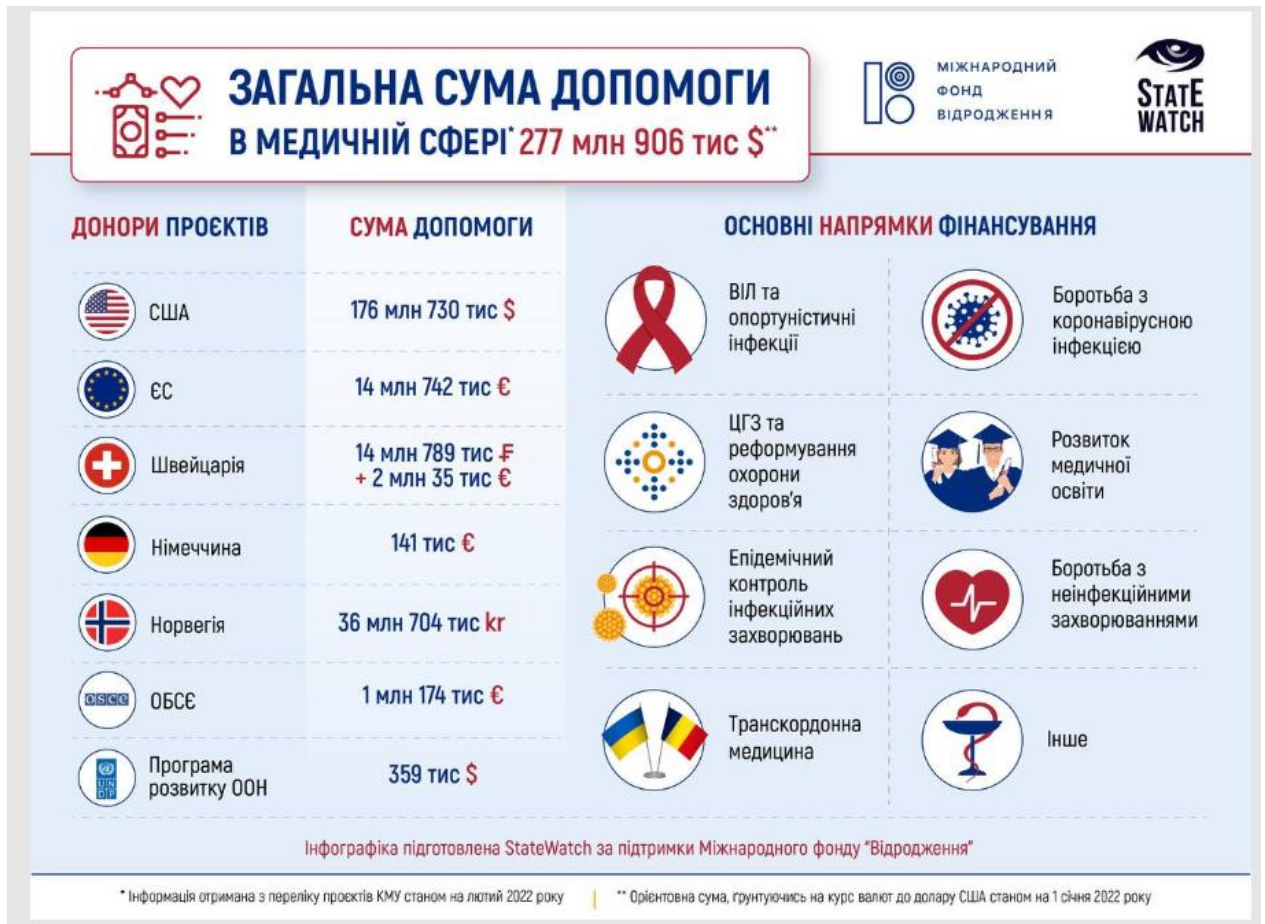 ЗАГАЛЬНА СУМА ДОПОМОГИ
В МЕДИЧНІЙ СФЕРІ* 277 млн 906 тис $**
МІЖНАРОДНИЙ
ФОНД
ВІДРОДЖЕННЯ
STATE
WATCH
ДОНОРИ ПРОЄКТІВ
СУМА ДОПОМОГИ
США
176 млн 730 тис $
ЄС
14 млн 742 тис €
Швейцарія
14 млн 789 тис ₣
+ 2 млн 35 тис €
Німеччина
141 тис €
Норвегія
36 млн 704 тис kr
OSCE
ОБСЄ
1 млн 174 тис €
UN
DP
Програма
розвитку ООН
359 тис $
ОСНОВНІ НАПРЯМКИ ФІНАНСУВАННЯ
ВІЛ та
опортуністичні
інфекції
Боротьба з
коронавірусною
інфекцією
ЦГЗ та
реформування
охорони
здоров'я
Розвиток
медичної
освіти
Епідемічний
контроль
інфекційних
захворювань
Боротьба з
неінфекційними
захворюваннями
Транскордонна
медицина
Інше
Інфографіка підготовлена StateWatch за підтримки Міжнародного фонду "Відродження"
* Інформація отримана з переліку проєктів КМУ станом на лютий 2022 року
** Орієнтовна сума, ґрунтуючись на курс валют до долару США станом на 1 січня 2022 року